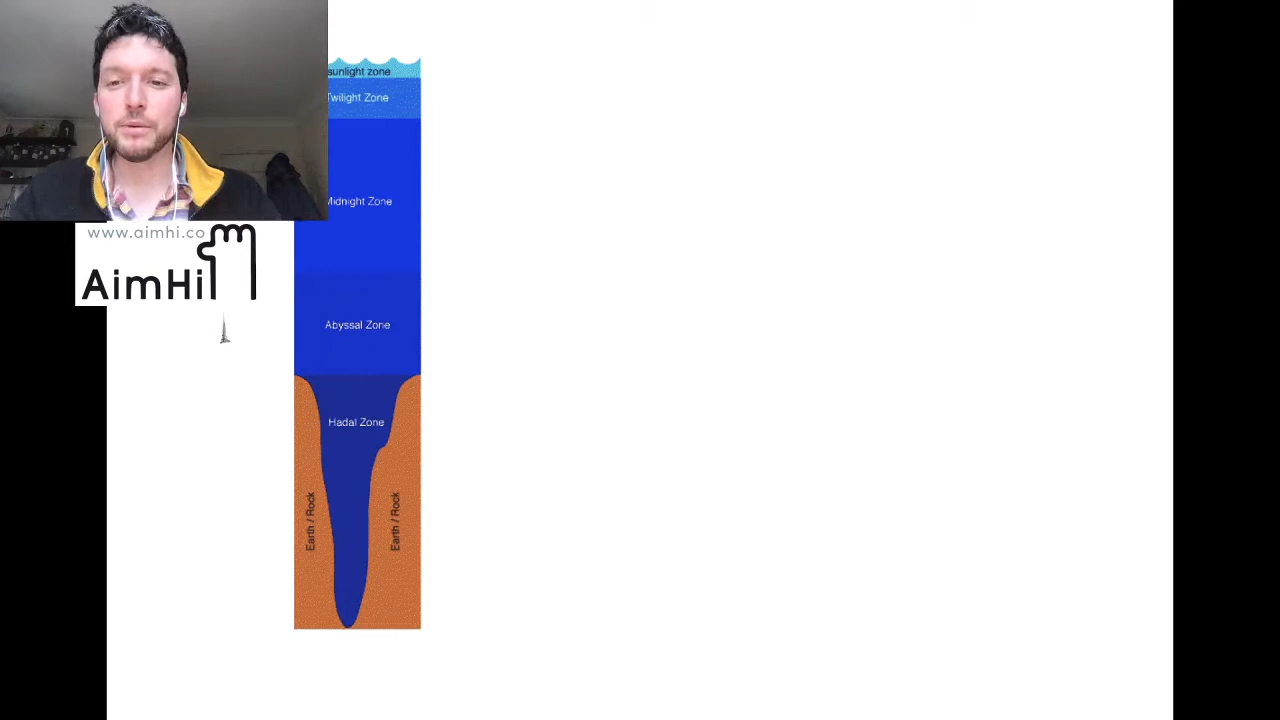 sunlight zone
Twilight Zone
Midnight Zone
www.aimhi.co
AimHi
Abyssal Zone
Hadal Zone
Earth / Rock
Earth / Rock